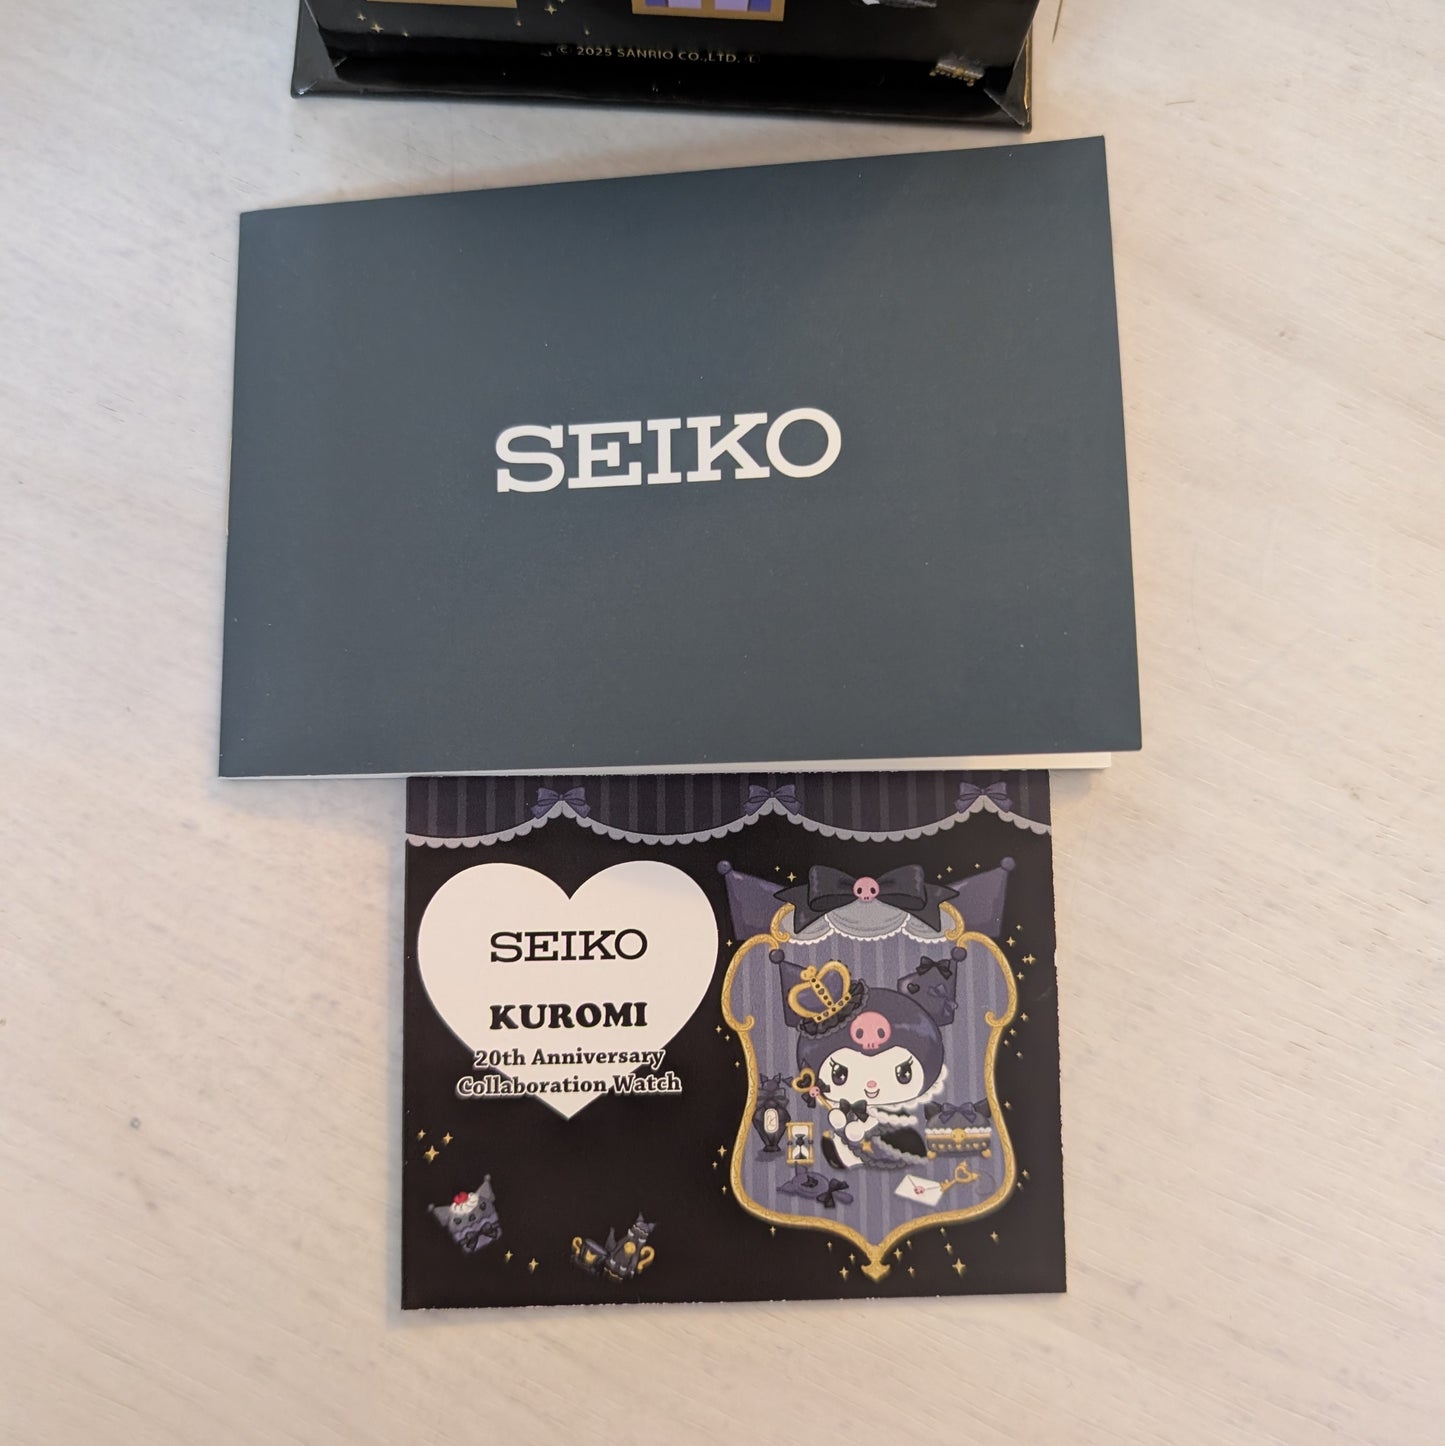 © 2025 SANRIO CO.,LTD.
SEIKO
SEIKO
KUROMI
20th Anniversary
Collaboration Watch